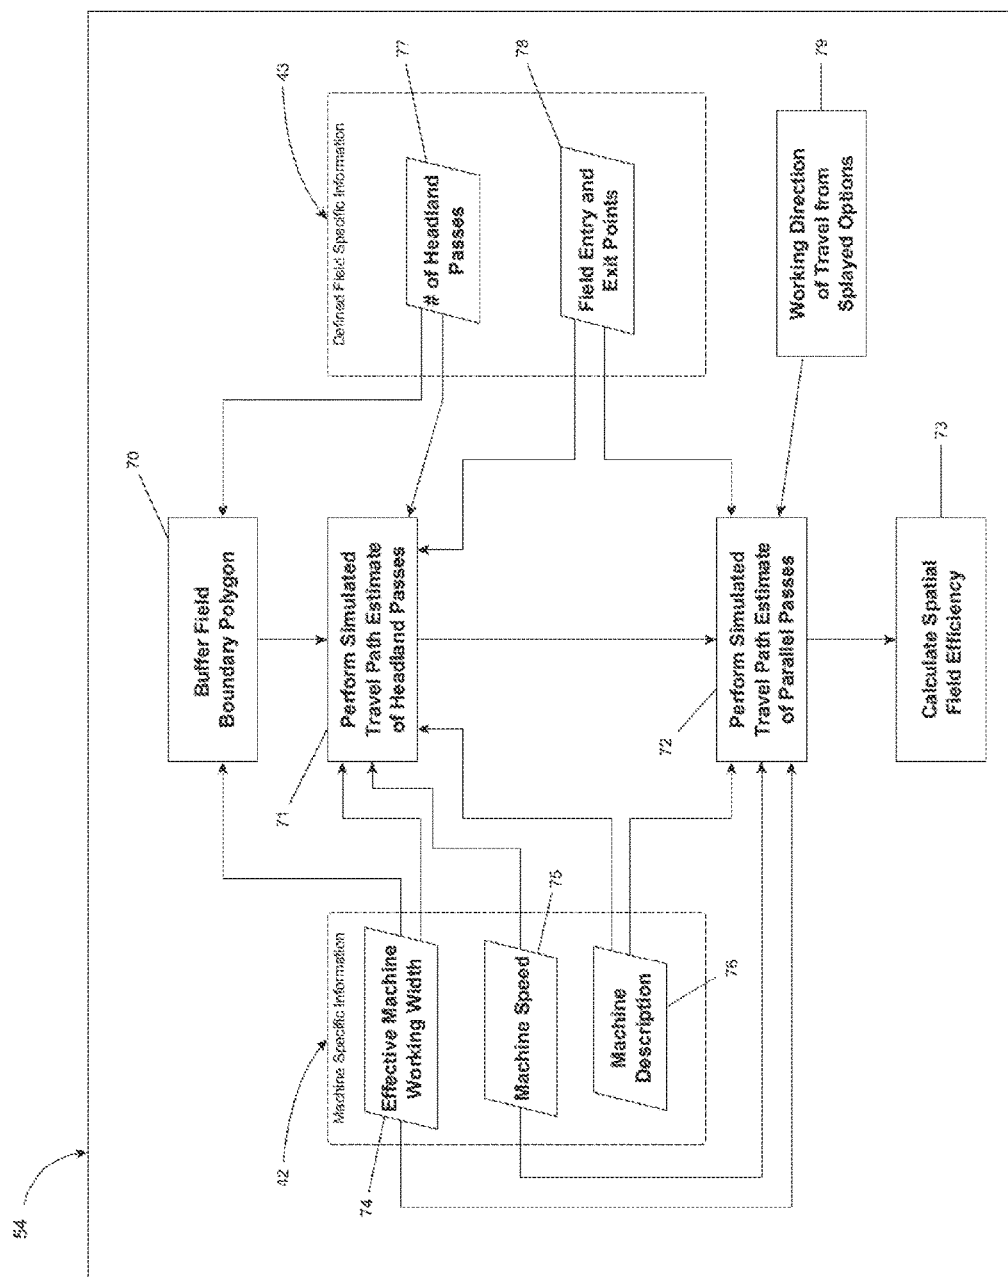 54
42
Machine Specific Information
74
Effective Machine
Working Width
Machine Speed
75
Machine
Description
76
70
Buffer Field
Boundary Polygon
71
Perform Simulated
Travel Path Estimate
of Headland Passes
72
Perform Simulated
Travel Path Estimate
of Parallel Passes
73
Calculate Spatial
Field Efficiency
43
Defined Field Specific Information
77
# of Headland
Passes
78
Field Entry and
Exit Points
79
Working Direction
of Travel from
Splayed Options